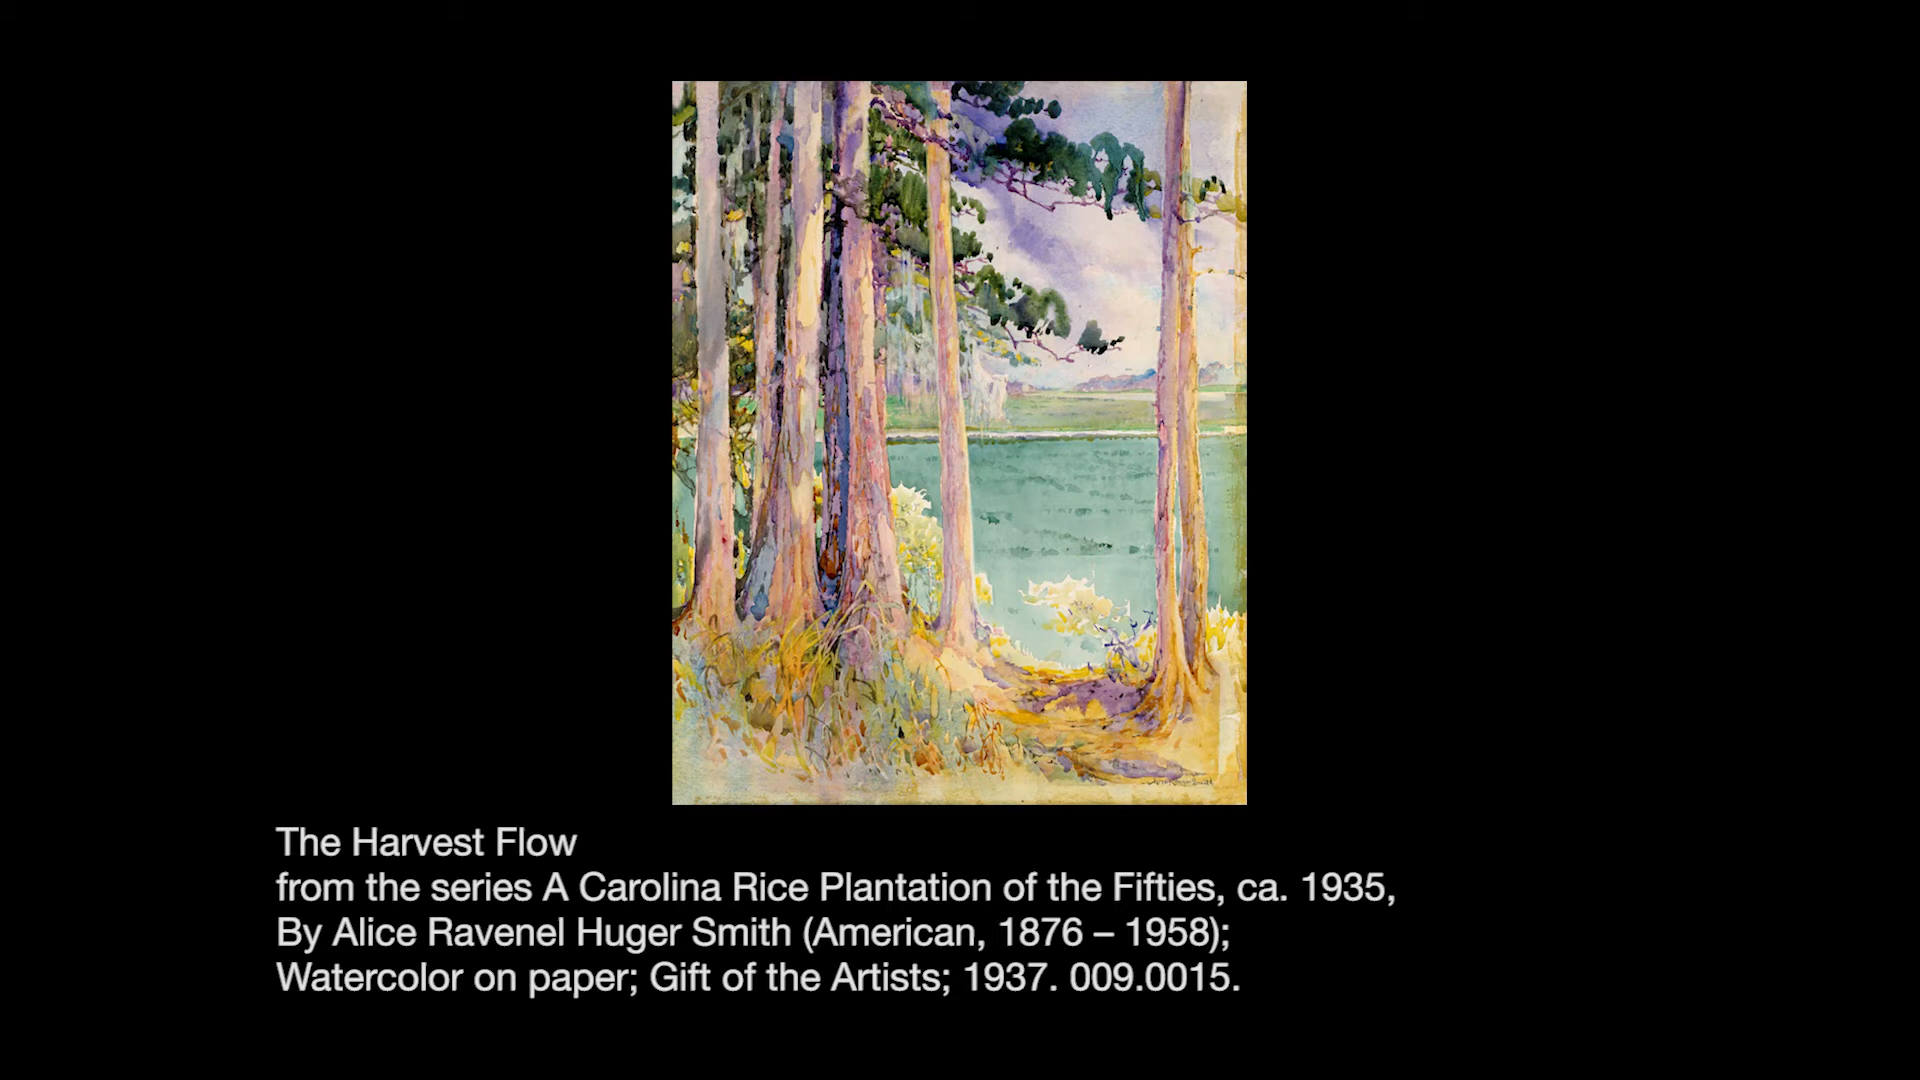 The Harvest Flow
from the series A Carolina Rice Plantation of the Fifties, ca. 1935,
By Alice Ravenel Huger Smith (American, 1876 – 1958);
Watercolor on paper; Gift of the Artists; 1937. 009.0015.